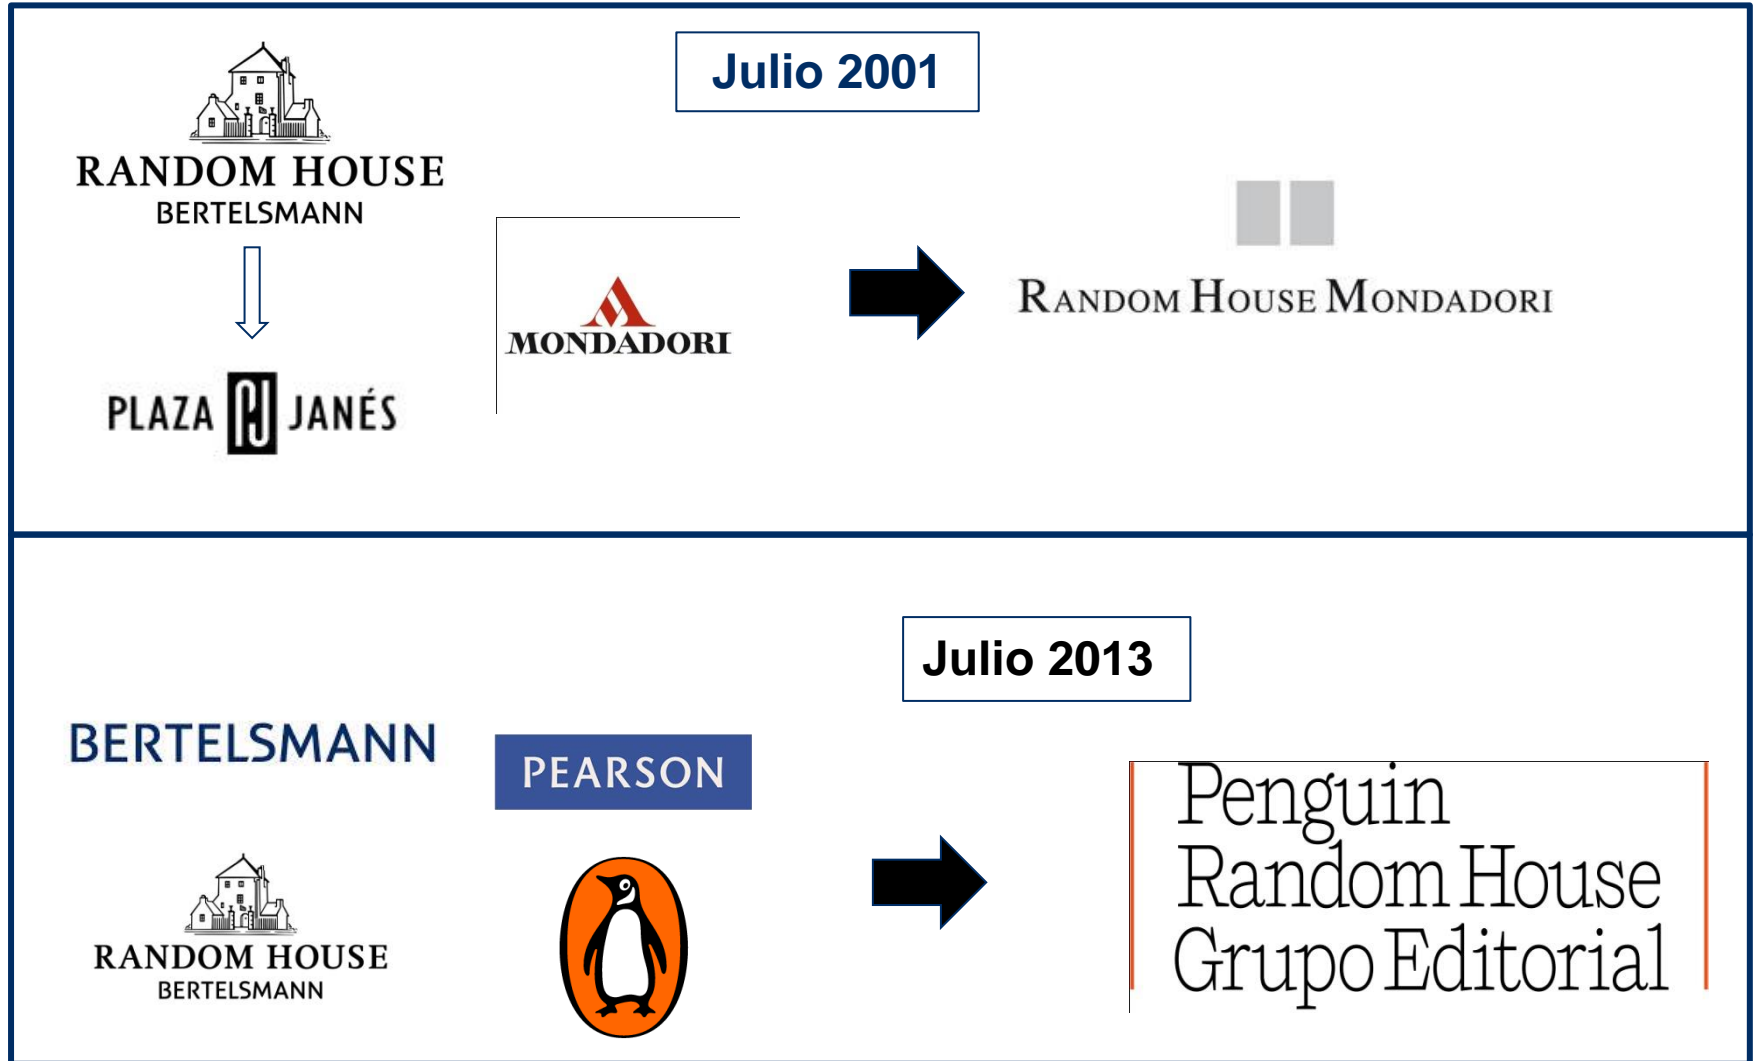 Julio 2001
RANDOM HOUSE
BERTELSMANN
MONDADORI
PLAZA JANÉS
RANDOM HOUSE MONDADORI
Julio 2013
BERTELSMANN
PEARSON
RANDOM HOUSE
BERTELSMANN
Penguin
Random House
Grupo Editorial